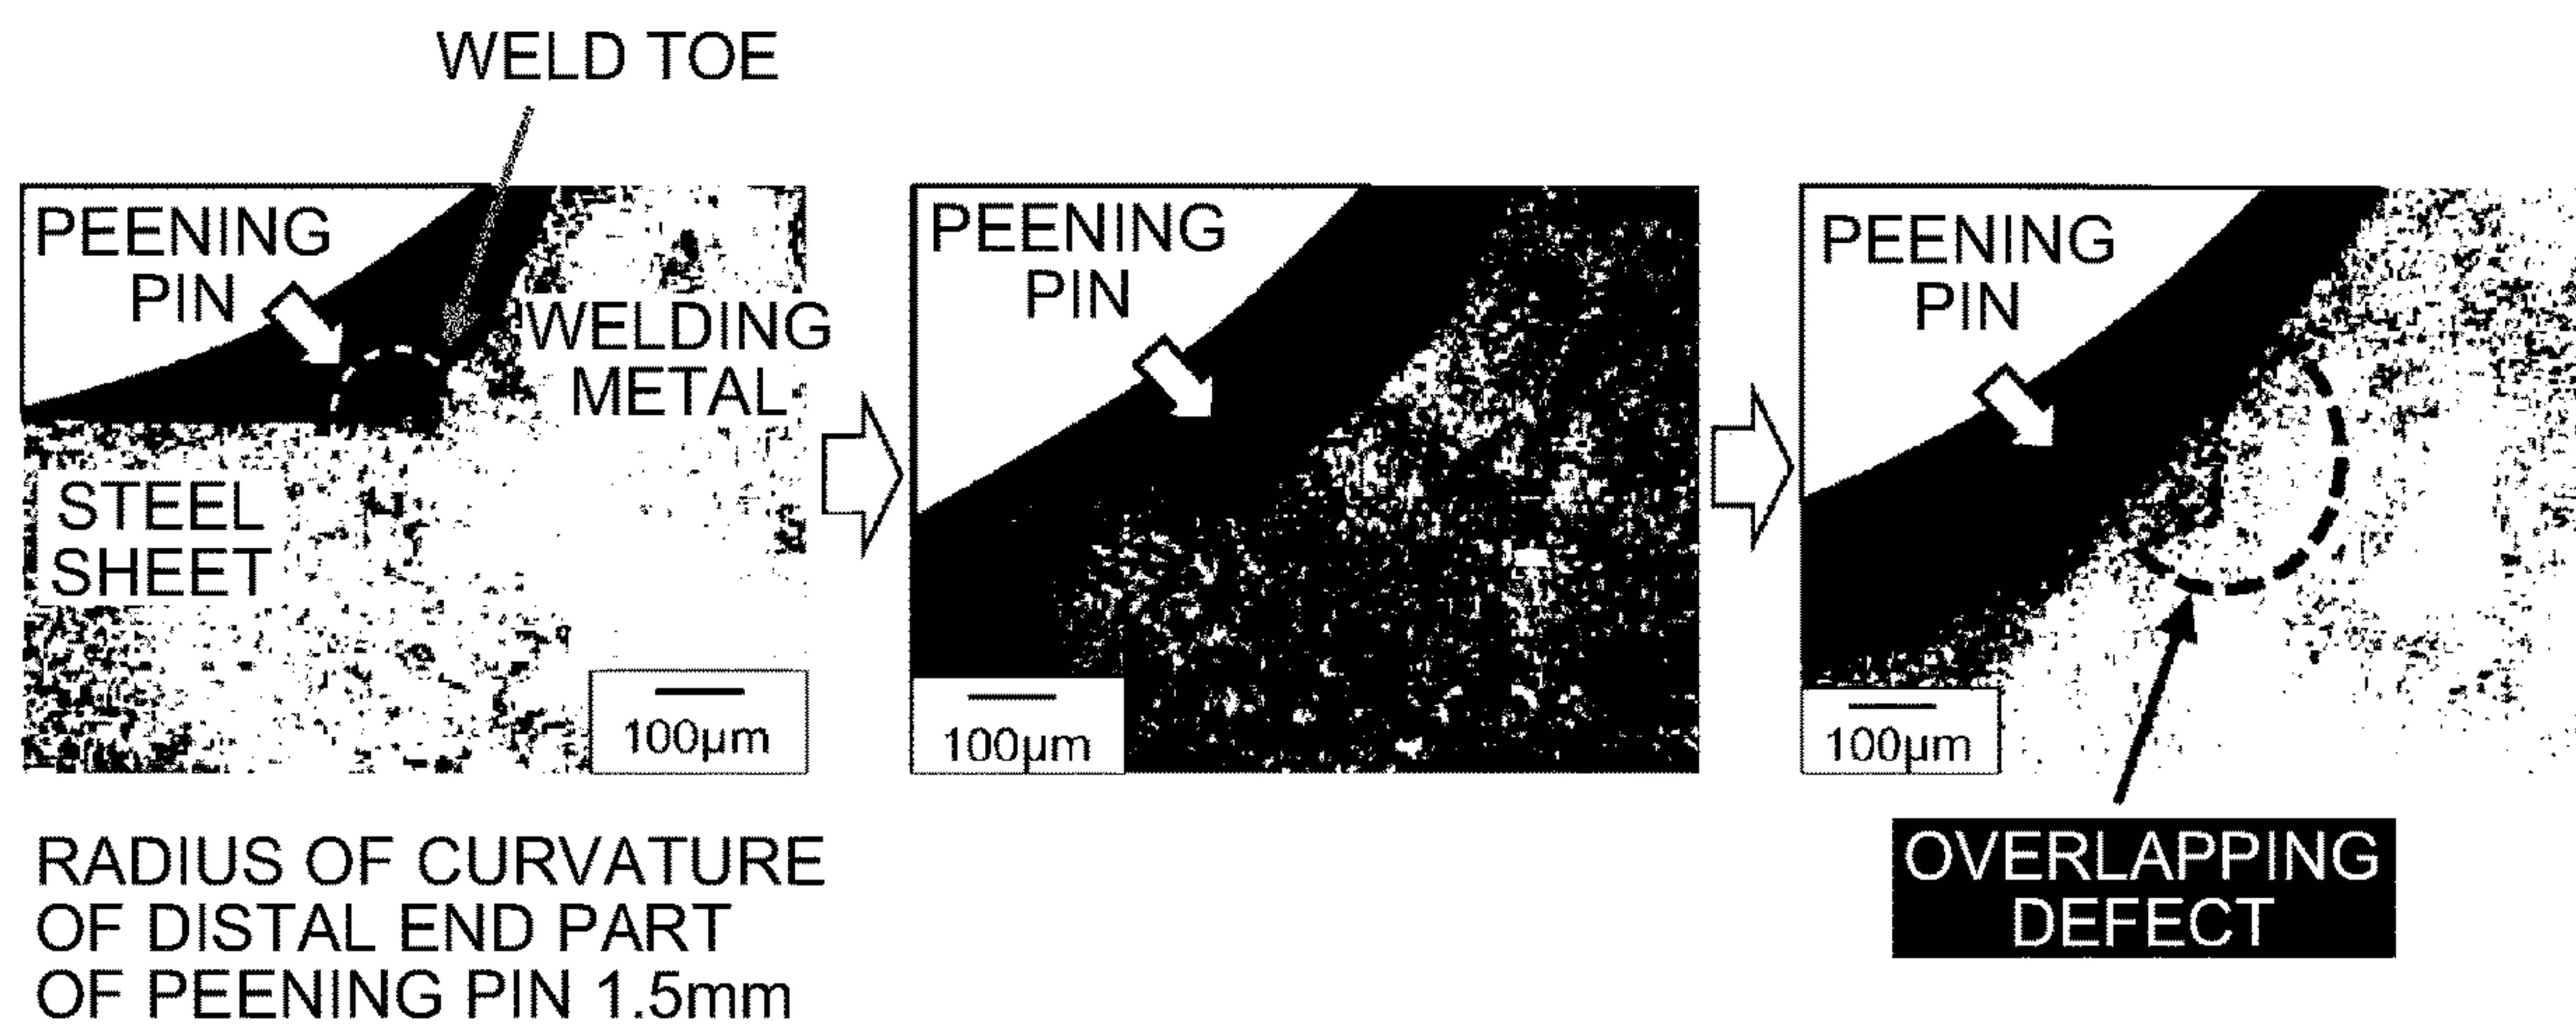 WELD TOE
PEENING
PIN
WELDING
METAL
STEEL
SHEET
100μm
PEENING
PIN
100μm
PEENING
PIN
100μm
RADIUS OF CURVATURE
OF DISTAL END PART
OF PEENING PIN 1.5mm
OVERLAPPING
DEFECT